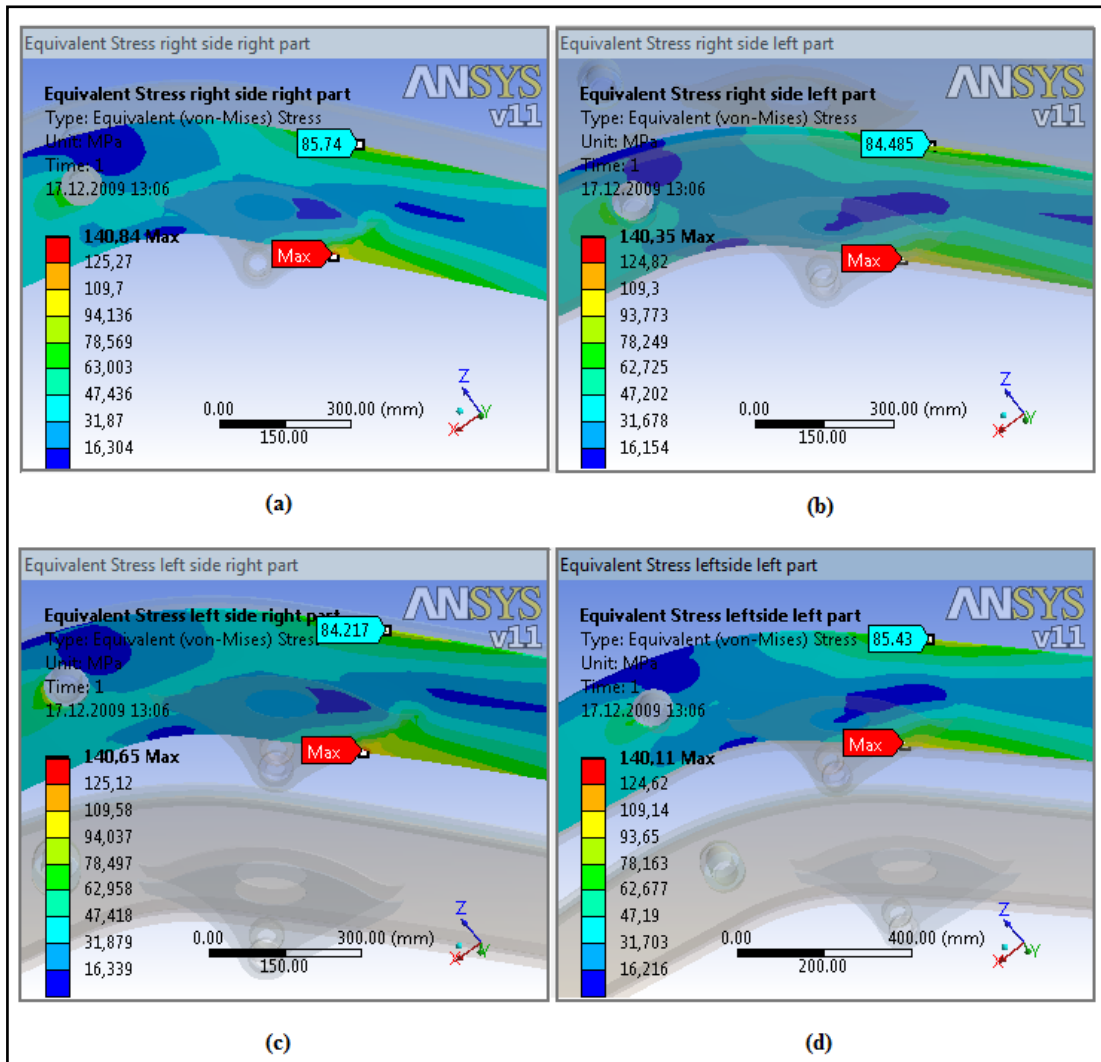 Equivalent Stress right side right part
ANSYS
v11
Equivalent Stress right side right part
Type: Equivalent (von-Mises) Stress
Unit: MPa
Time: 1
17.12.2009 13:06
85.74
140,84 Max
Max
125,27
109,7
94,136
78,569
63,003
47,436
31,87
16,304
0.00
300.00 (mm)
150.00
Z
Y
X
(a)
Equivalent Stress right side left part
ANSYS
v11
Equivalent Stress right side left part
Type: Equivalent (von-Mises) Stress
Unit: MPa
Time: 1
17.12.2009 13:06
84.485
140,35 Max
Max
124,82
109,3
93,773
78,249
62,725
47,202
31,678
16,154
0.00
300.00 (mm)
150.00
Z
Y
X
(b)
Equivalent Stress left side right part
ANSYS
v11
Equivalent Stress left side right part
Type: Equivalent (von-Mises) Stress
Unit: MPa
Time: 1
17.12.2009 13:06
84.217
140,65 Max
Max
125,12
109,58
94,037
78,497
62,958
47,418
31,879
16,339
0.00
300.00 (mm)
150.00
Z
Y
X
(c)
Equivalent Stress leftside left part
ANSYS
v11
Equivalent Stress leftside left part
Type: Equivalent (von-Mises) Stress
Unit: MPa
Time: 1
17.12.2009 13:06
85.43
140,11 Max
Max
124,62
109,14
93,65
78,163
62,677
47,19
31,703
16,216
0.00
400.00 (mm)
200.00
Z
Y
X
(d)